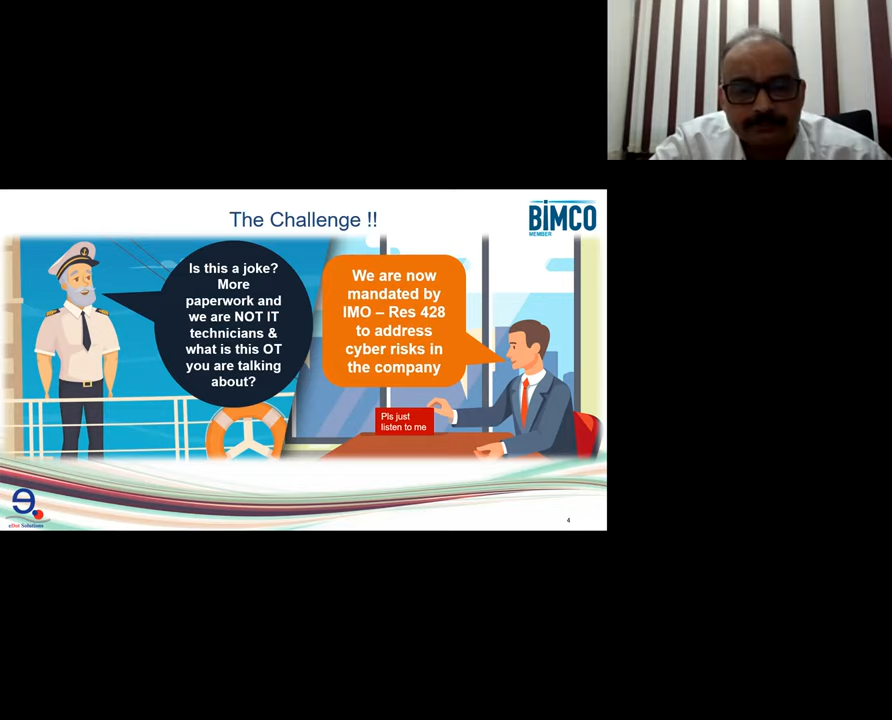 The Challenge !!
BIMCO
MEMBER
Is this a joke?
More
paperwork and
we are NOT IT
technicians &
what is this OT
you are talking
about?
We are now
mandated by
IMO – Res 428
to address
cyber risks in
the company
Pls just
listen to me
eDot Solutions
4